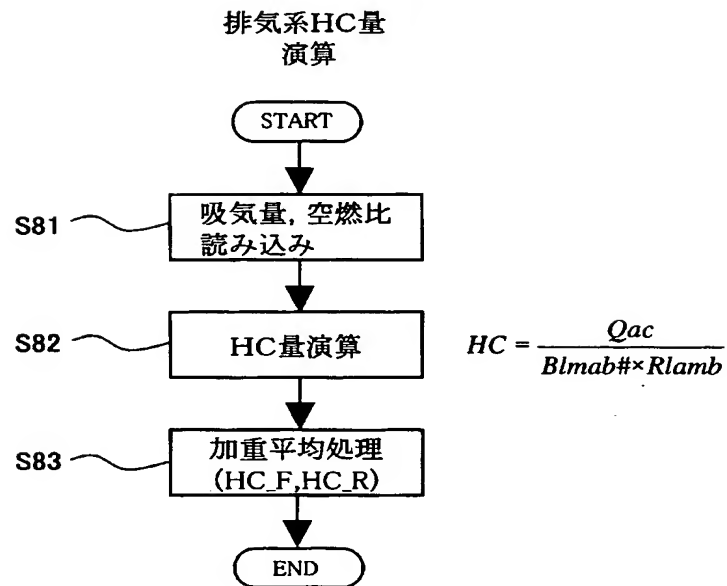 排気系HC量
演算
START
S81
吸気量, 空燃比
読み込み
S82
HC量演算
HC = Qac / Blmab#×Rlamb
S83
加重平均処理
(HC_F,HC_R)
END